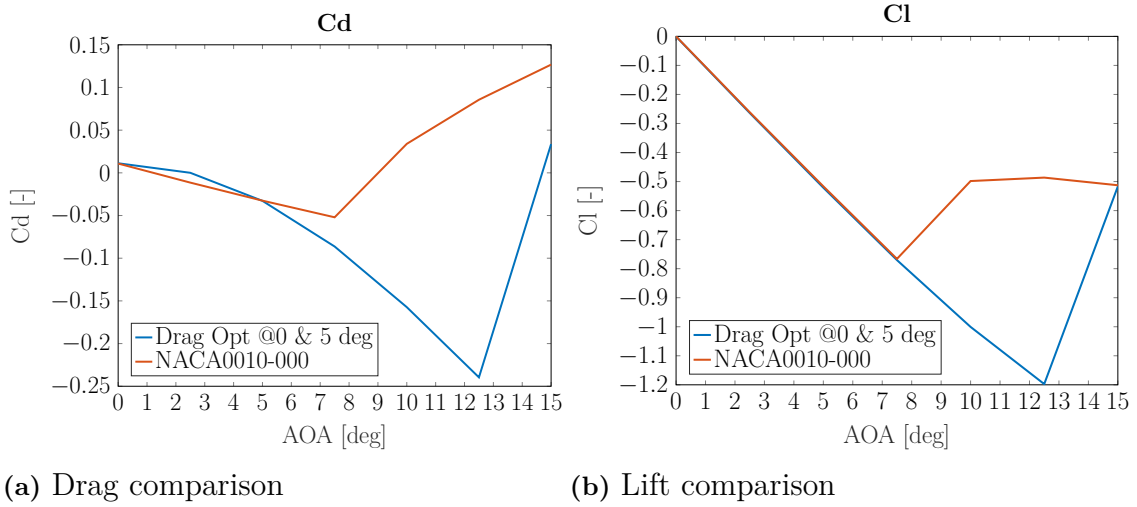 Cd
0.15
0.1
0.05
0
−0.05
−0.1
−0.15
−0.2
−0.25
Cd [-]
Drag Opt @0 & 5 deg
NACA0010-000
0 1 2 3 4 5 6 7 8 9 10 11 12 13 14 15
AOA [deg]
(a) Drag comparison
Cl
0
−0.1
−0.2
−0.3
−0.4
−0.5
−0.6
−0.7
−0.8
−0.9
−1
−1.1
−1.2
Cl [-]
Drag Opt @0 & 5 deg
NACA0010-000
0 1 2 3 4 5 6 7 8 9 10 11 12 13 14 15
AOA [deg]
(b) Lift comparison